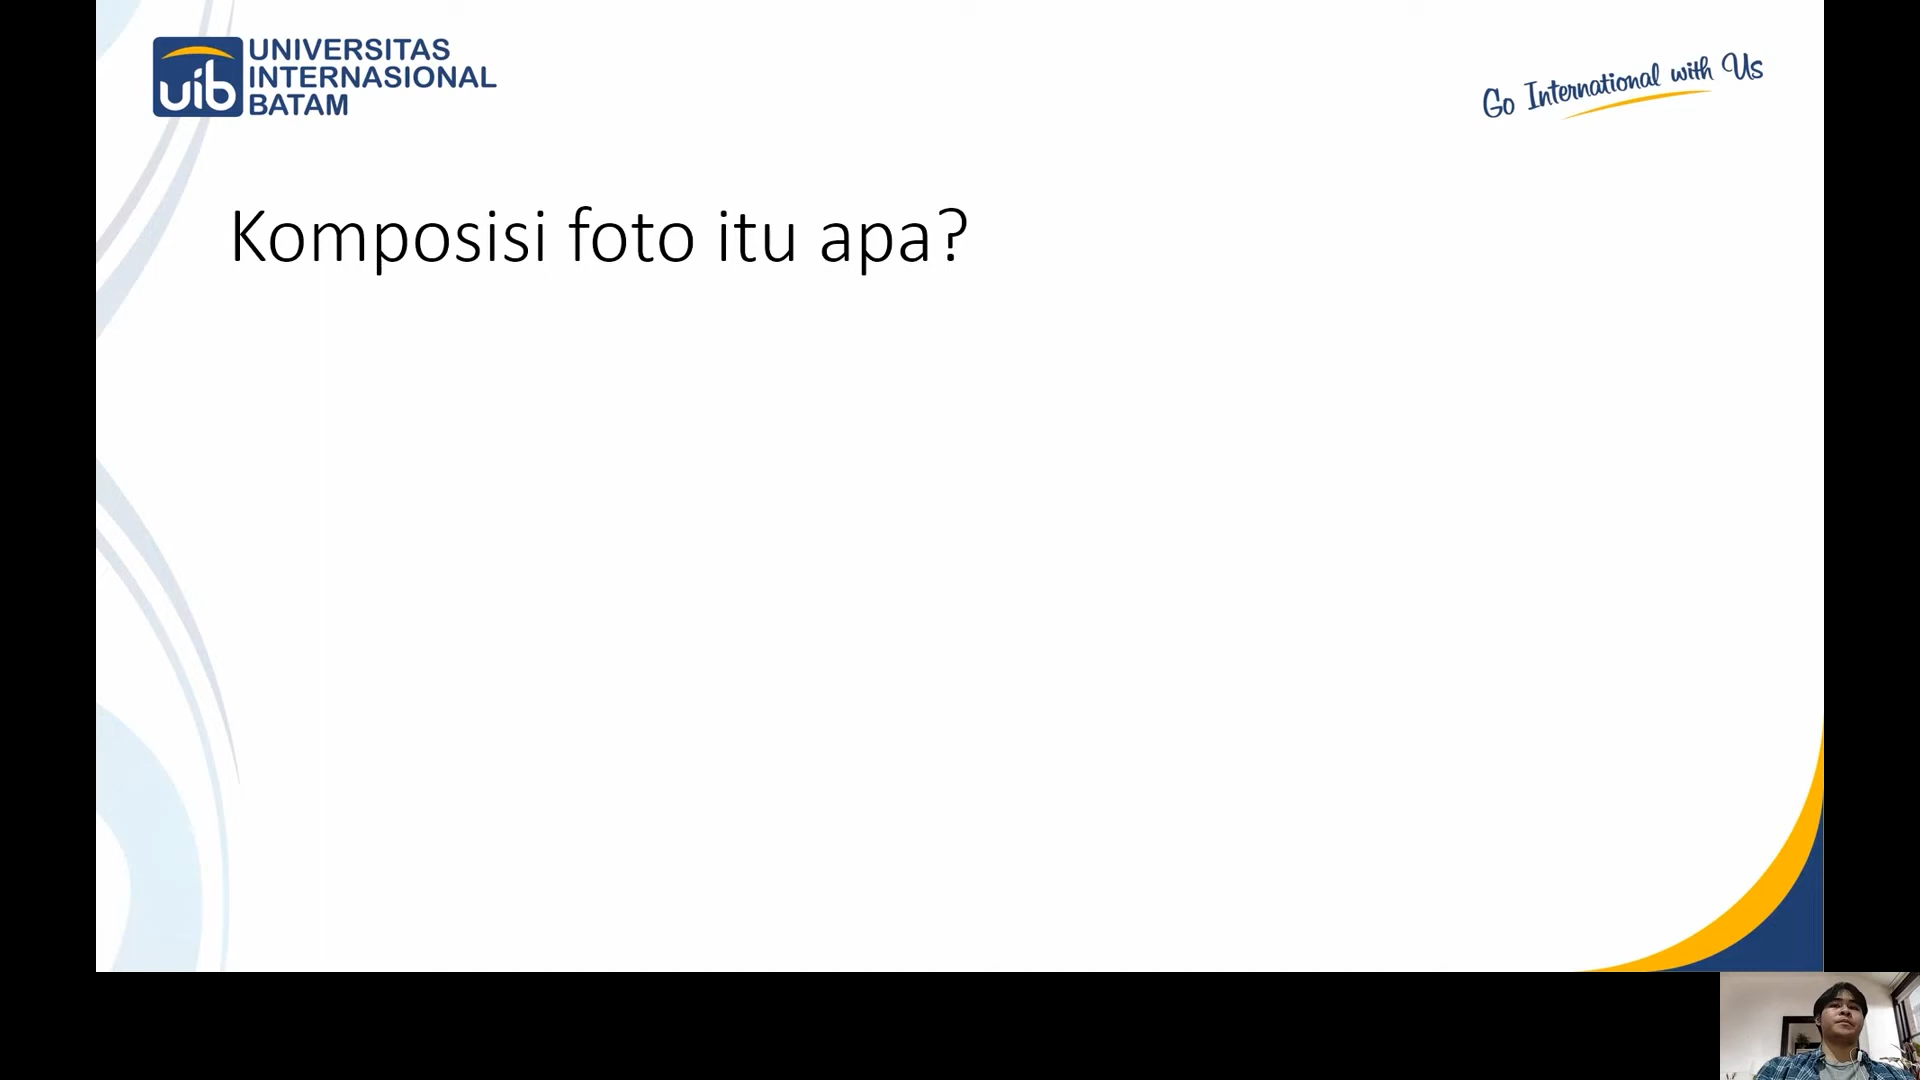 uib
UNIVERSITAS
INTERNASIONAL
BATAM
Go International with Us
Komposisi foto itu apa?